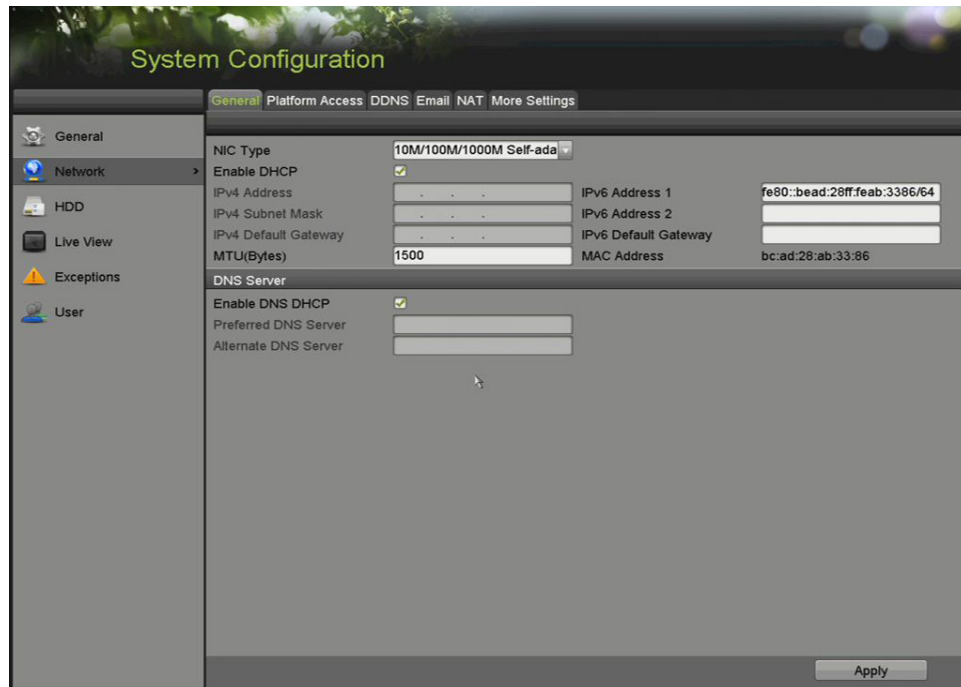 System Configuration
General Platform Access DDNS Email NAT More Settings
General
Network >
HDD
Live View
Exceptions
User
NIC Type 10M/100M/1000M Self-ada
Enable DHCP
IPv4 Address . . . IPv6 Address 1 fe80::bead:28ff:feab:3386/64
IPv4 Subnet Mask . . . IPv6 Address 2
IPv4 Default Gateway . . . IPv6 Default Gateway
MTU(Bytes) 1500 MAC Address bc:ad:28:ab:33:86
DNS Server
Enable DNS DHCP
Preferred DNS Server
Alternate DNS Server
Apply